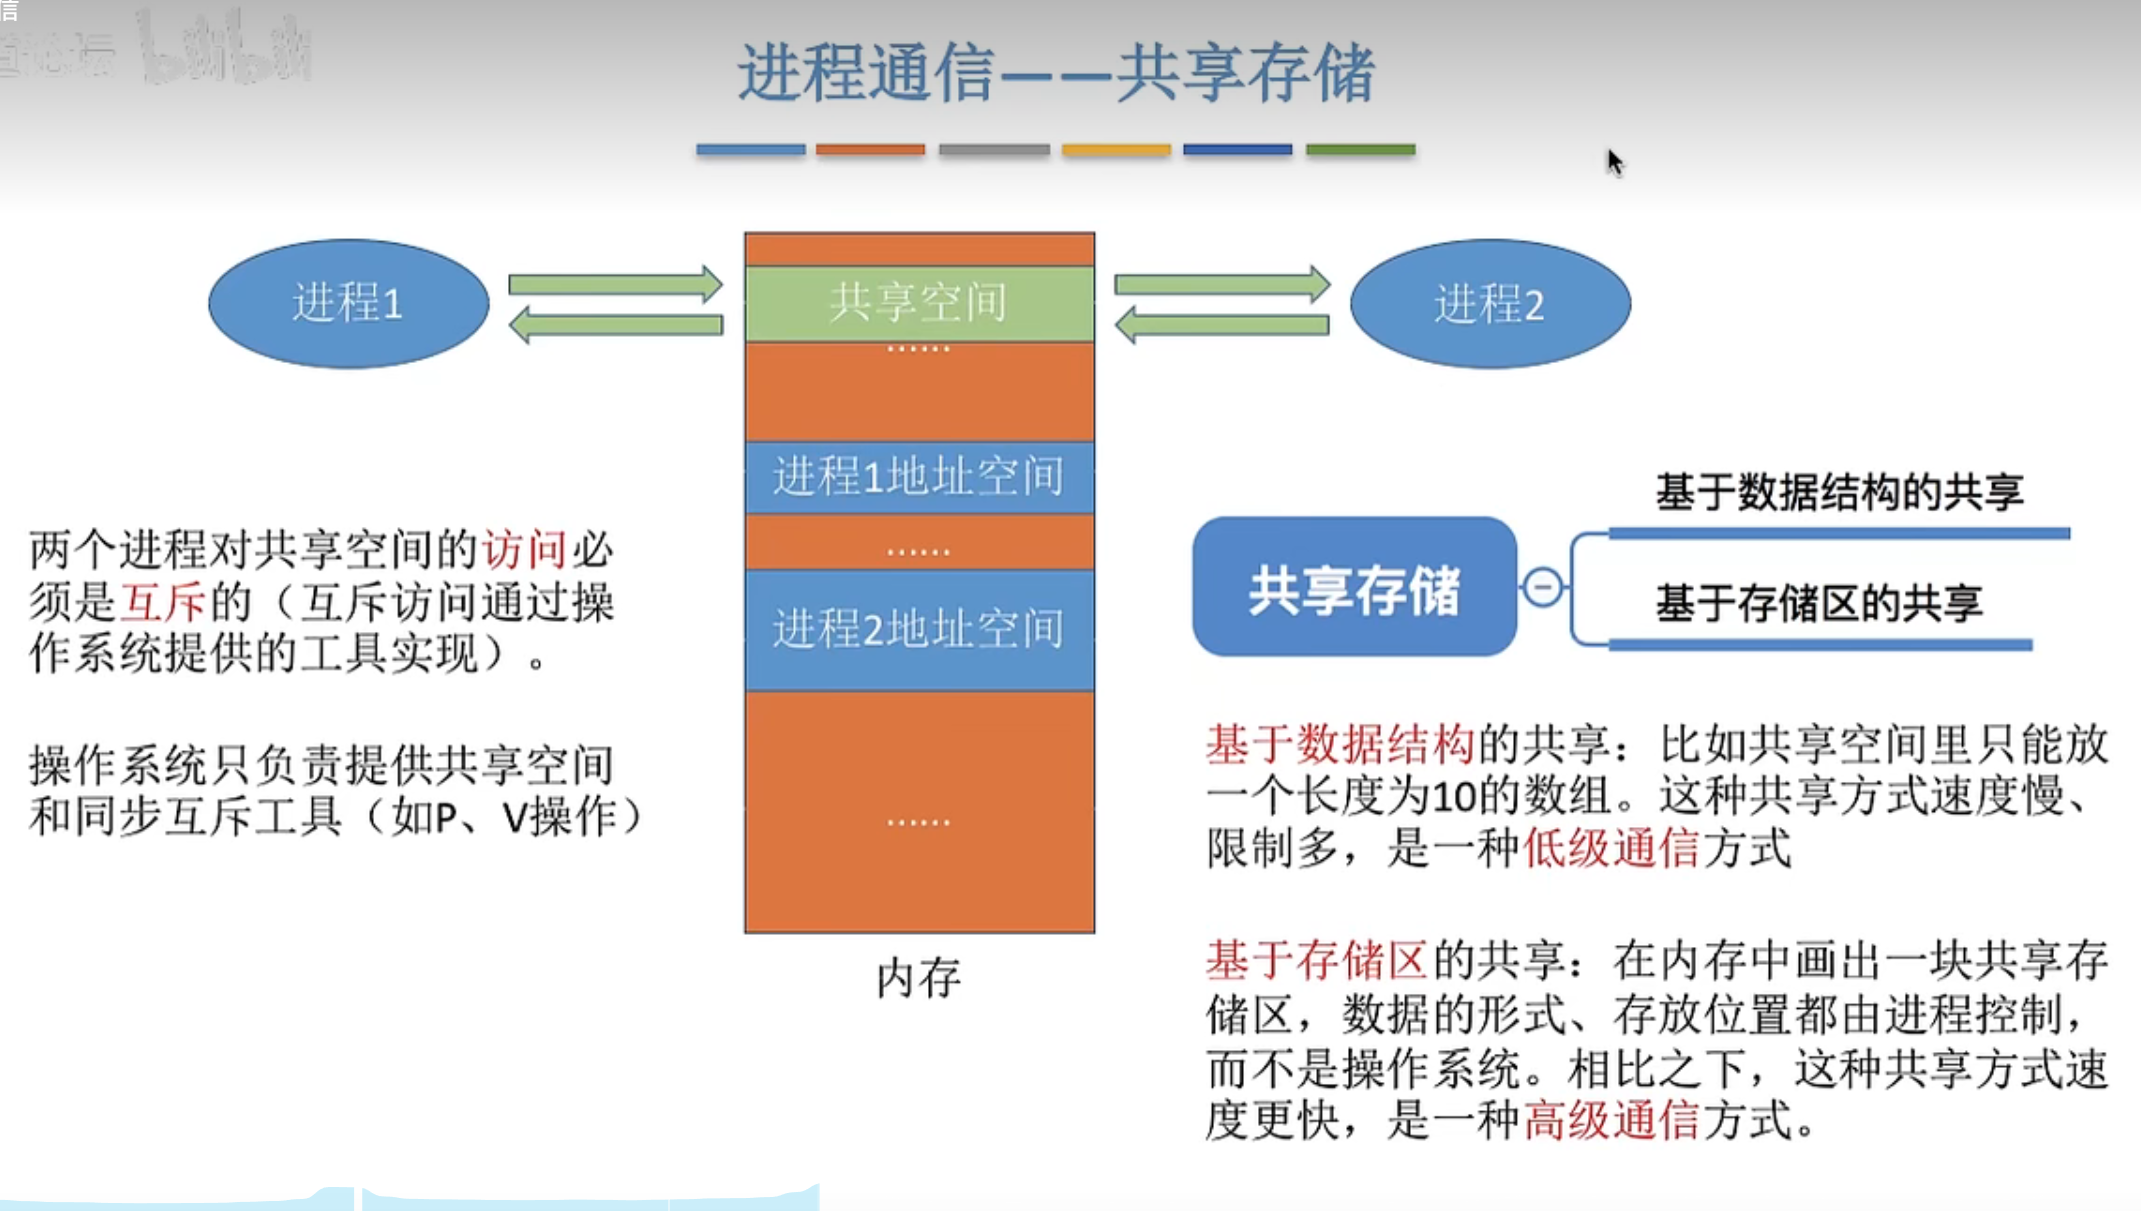 信
bilibili
进程通信——共享存储
进程1
共享空间
进程2
......
进程1地址空间
......
进程2地址空间
......
内存
两个进程对共享空间的访问必
须是互斥的（互斥访问通过操
作系统提供的工具实现）。
操作系统只负责提供共享空间
和同步互斥工具（如P、V操作）
共享存储
基于数据结构的共享
基于存储区的共享
基于数据结构的共享：比如共享空间里只能放
一个长度为10的数组。这种共享方式速度慢、
限制多，是一种低级通信方式
基于存储区的共享：在内存中画出一块共享存
储区，数据的形式、存放位置都由进程控制，
而不是操作系统。相比之下，这种共享方式速
度更快，是一种高级通信方式。